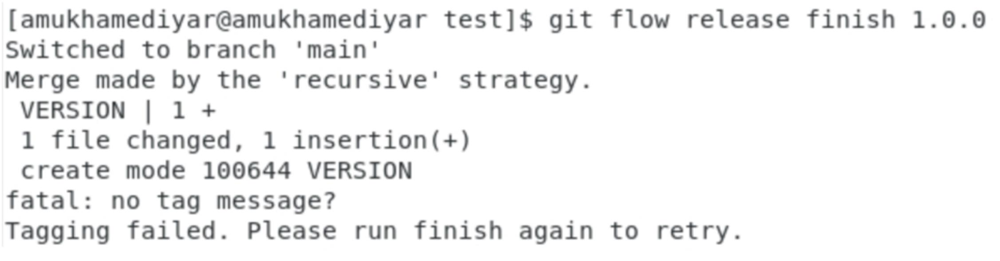 [amukhamediyar@amukhamediyar test]$ git flow release finish 1.0.0
Switched to branch 'main'
Merge made by the 'recursive' strategy.
 VERSION | 1 +
 1 file changed, 1 insertion(+)
 create mode 100644 VERSION
fatal: no tag message?
Tagging failed. Please run finish again to retry.